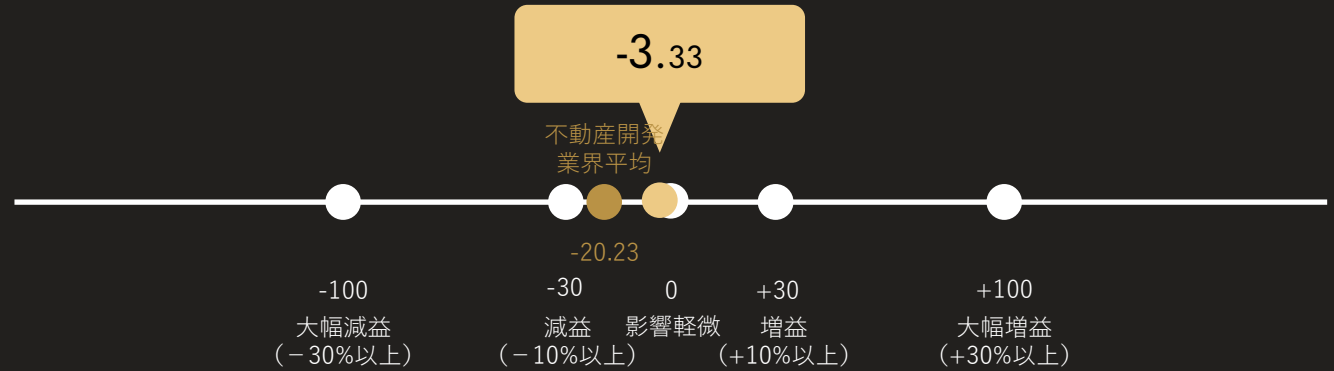 -3.33
不動産開発
業界平均
-20.23
-100
大幅減益
（－30%以上）
-30
減益
（－10%以上）
0
影響軽微
+30
増益
（+10%以上）
+100
大幅増益
（+30%以上）